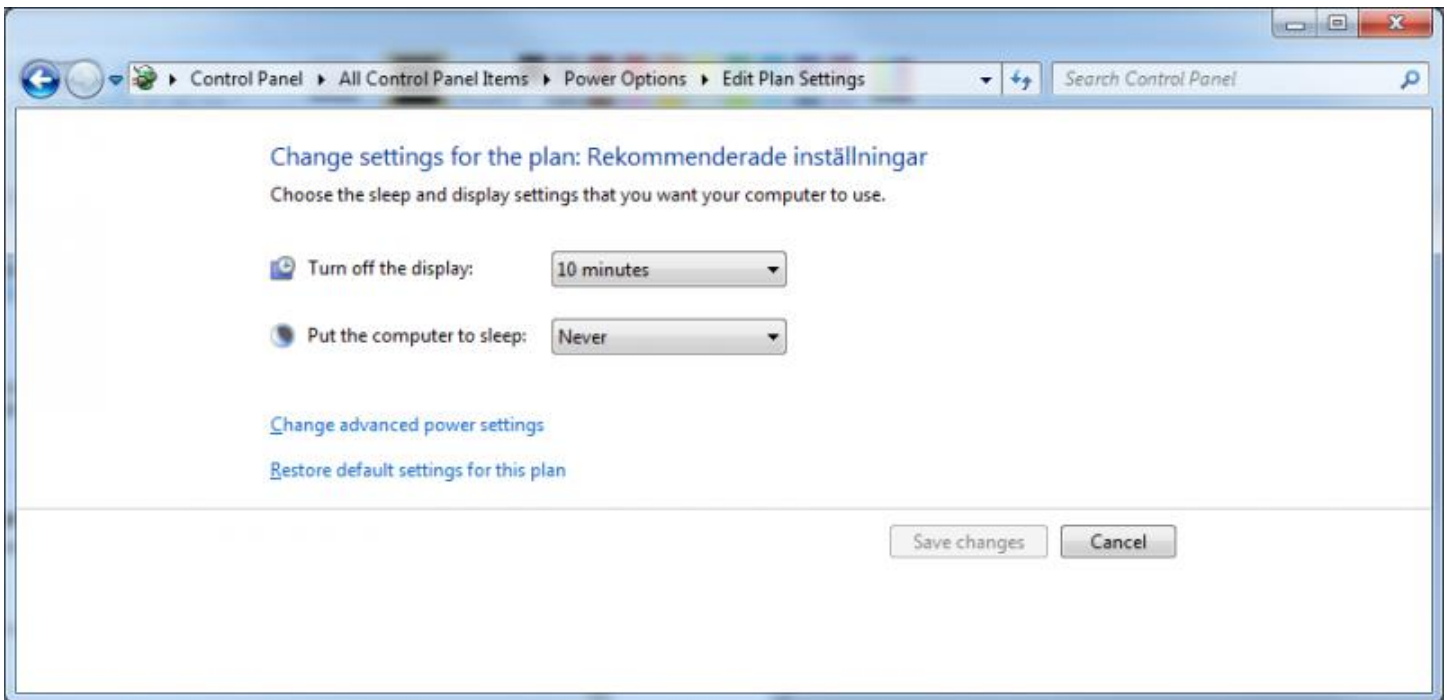 Control Panel All Control Panel Items Power Options Edit Plan Settings Search Control Panel
Change settings for the plan: Rekommenderade inställningar
Choose the sleep and display settings that you want your computer to use.
Turn off the display: 10 minutes
Put the computer to sleep: Never
Change advanced power settings
Restore default settings for this plan
Save changes Cancel